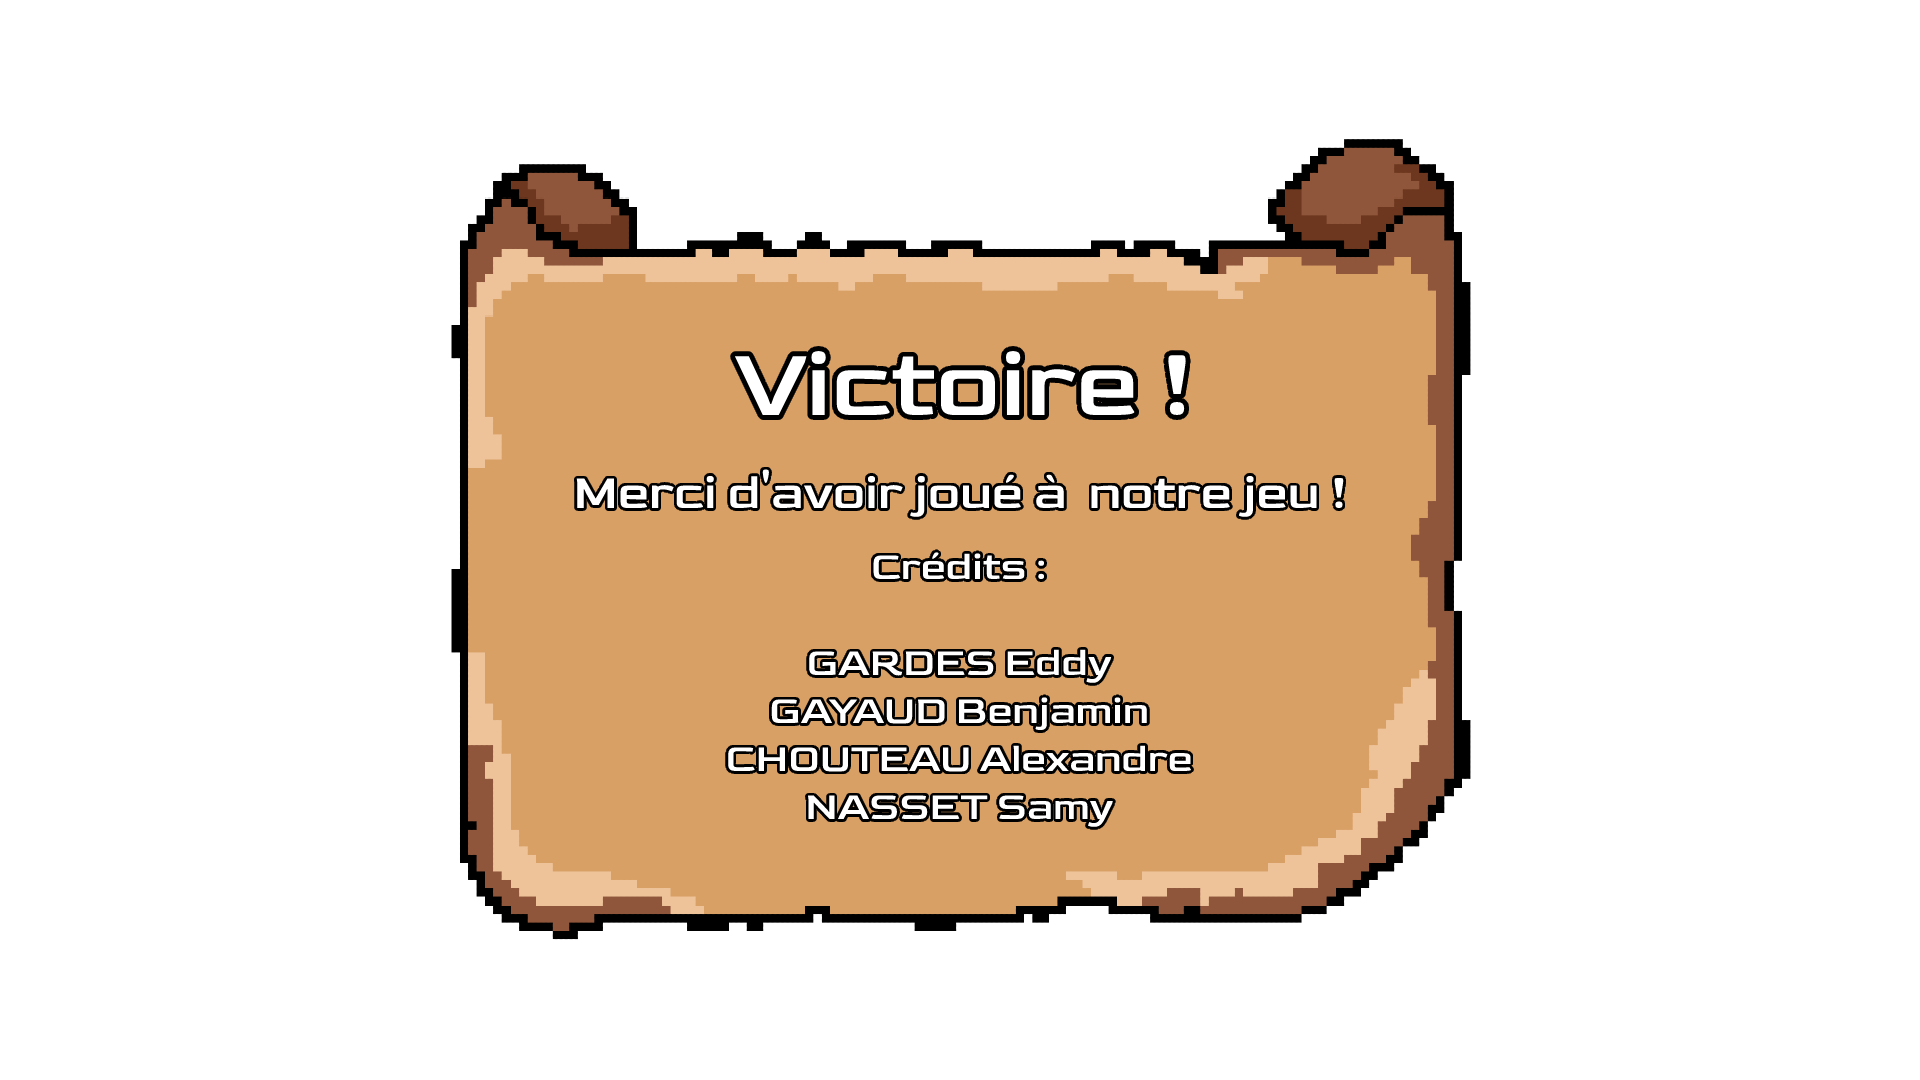 Victoire !
Merci d'avoir joué à  notre jeu !
Crédits :
GARDES Eddy
GAYAUD Benjamin
CHOUTEAU Alexandre
NASSET Samy